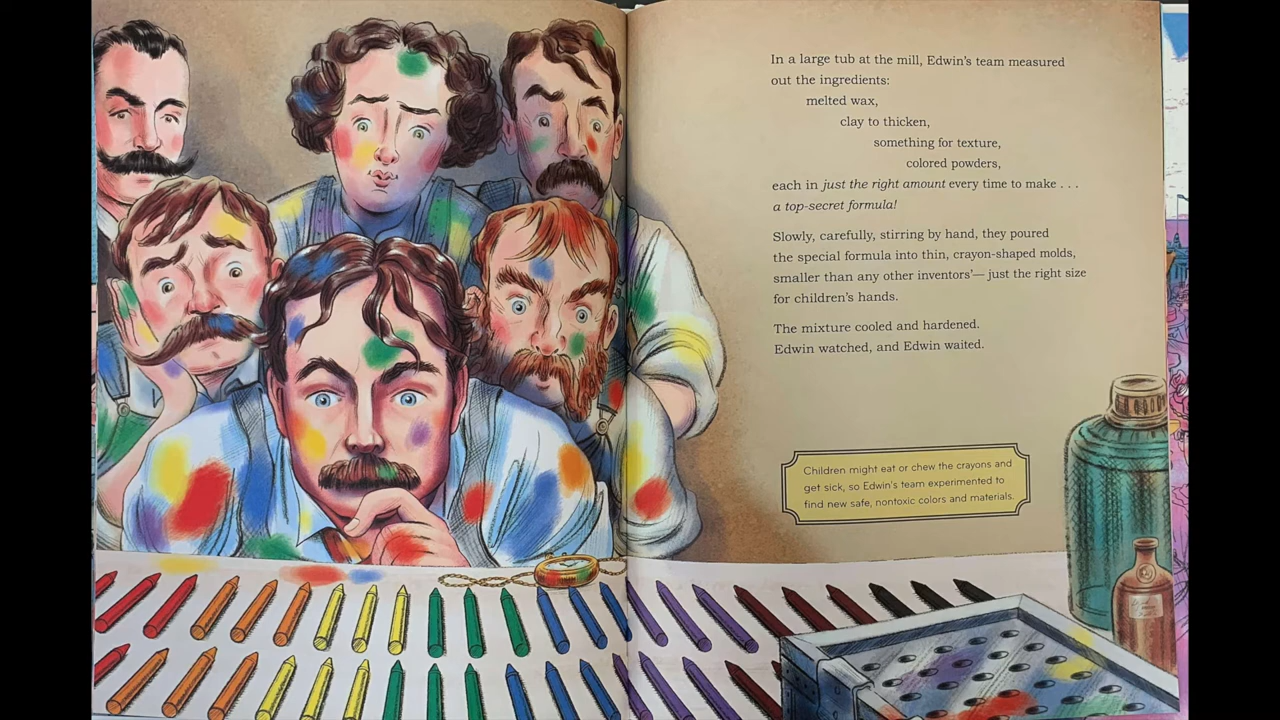 In a large tub at the mill, Edwin's team measured
out the ingredients:
melted wax,
clay to thicken,
something for texture,
colored powders,
each in just the right amount every time to make . . .
a top-secret formula!
Slowly, carefully, stirring by hand, they poured
the special formula into thin, crayon-shaped molds,
smaller than any other inventors'— just the right size
for children's hands.
The mixture cooled and hardened.
Edwin watched, and Edwin waited.
Children might eat or chew the crayons and
get sick, so Edwin's team experimented to
find new safe, nontoxic colors and materials.